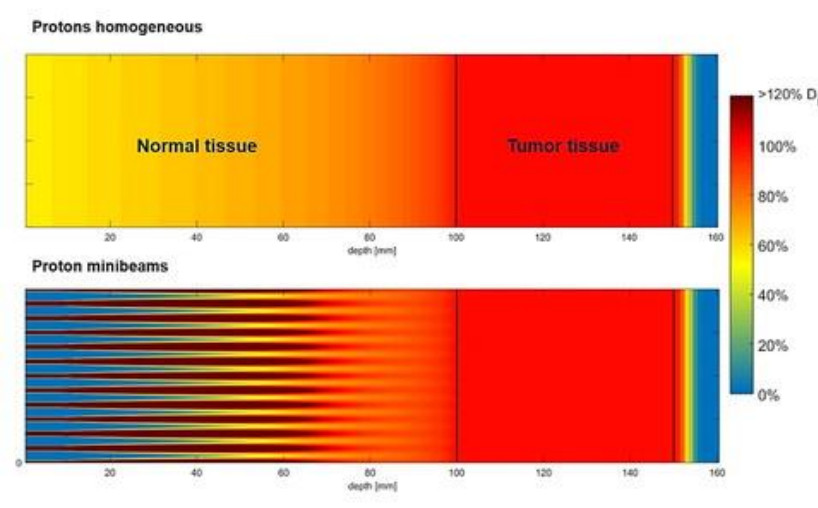 Protons homogeneous
>120% D
Normal tissue
Tumor tissue
100%
80%
60%
40%
20%
0%
20 40 60 80 100 120 140 160
depth [mm]
Proton minibeams
0
20 40 60 80 100 120 140 160
depth [mm]